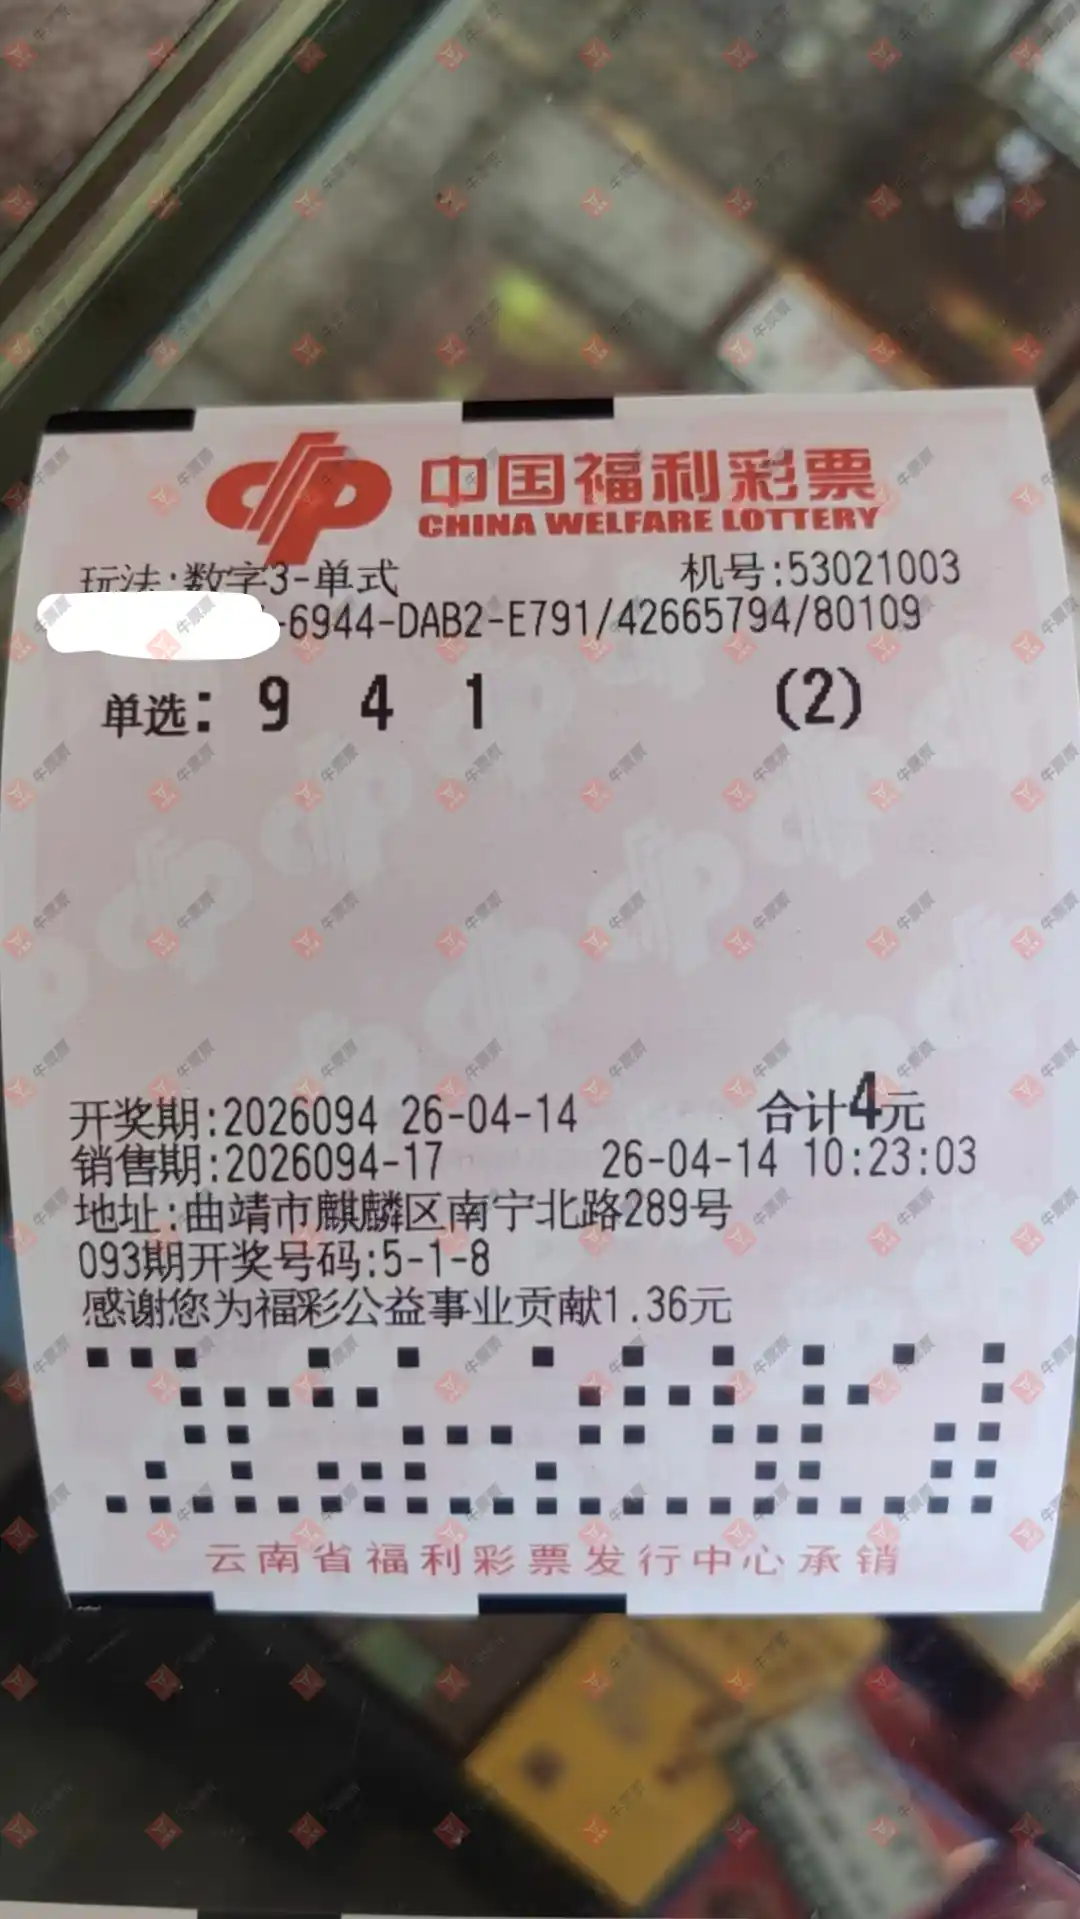 中国福利彩票
CHINA WELFARE LOTTERY
玩法:数字3-单式 机号:53021003
-6944-DAB2-E791/42665794/80109
单选: 9 4 1 (2)
开奖期:2026094 26-04-14 合计4元
销售期:2026094-17 26-04-14 10:23:03
地址:曲靖市麒麟区南宁北路289号
093期开奖号码:5-1-8
感谢您为福彩公益事业贡献1.36元
云南省福利彩票发行中心承销
牛票票